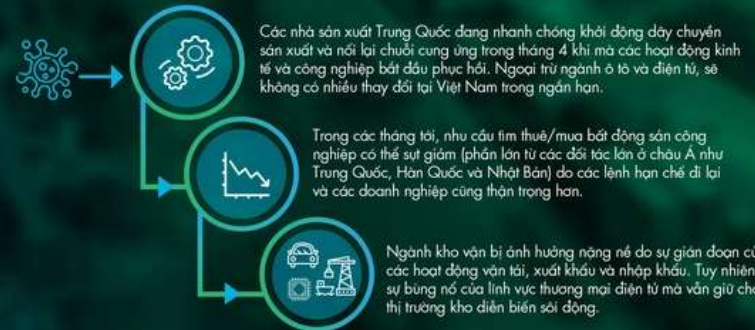 Các nhà sản xuất Trung Quốc đang nhanh chóng khởi động dây chuyền
sản xuất và nối lại chuỗi cung ứng trong tháng 4 khi mà các hoạt động kinh
tế và công nghiệp bắt đầu phục hồi. Ngoại trừ ngành ô tô và điện tử, sẽ
không có nhiều thay đổi tại Việt Nam trong ngắn hạn.
Trong các tháng tới, nhu cầu tìm thuê/mua bất động sản công
nghiệp có thể sụt giảm (phần lớn từ các đối tác lớn ở châu Á như
Trung Quốc, Hàn Quốc và Nhật Bản) do các lệnh hạn chế đi lại
và các doanh nghiệp cũng thận trọng hơn.
Ngành kho vận bị ảnh hưởng nặng nề do sự gián đoạn củ
các hoạt động vận tải, xuất khẩu và nhập khẩu. Tuy nhiên
sự bùng nổ của lĩnh vực thương mại điện tử mà vẫn giữ cho
thị trường kho diễn biến sôi động.